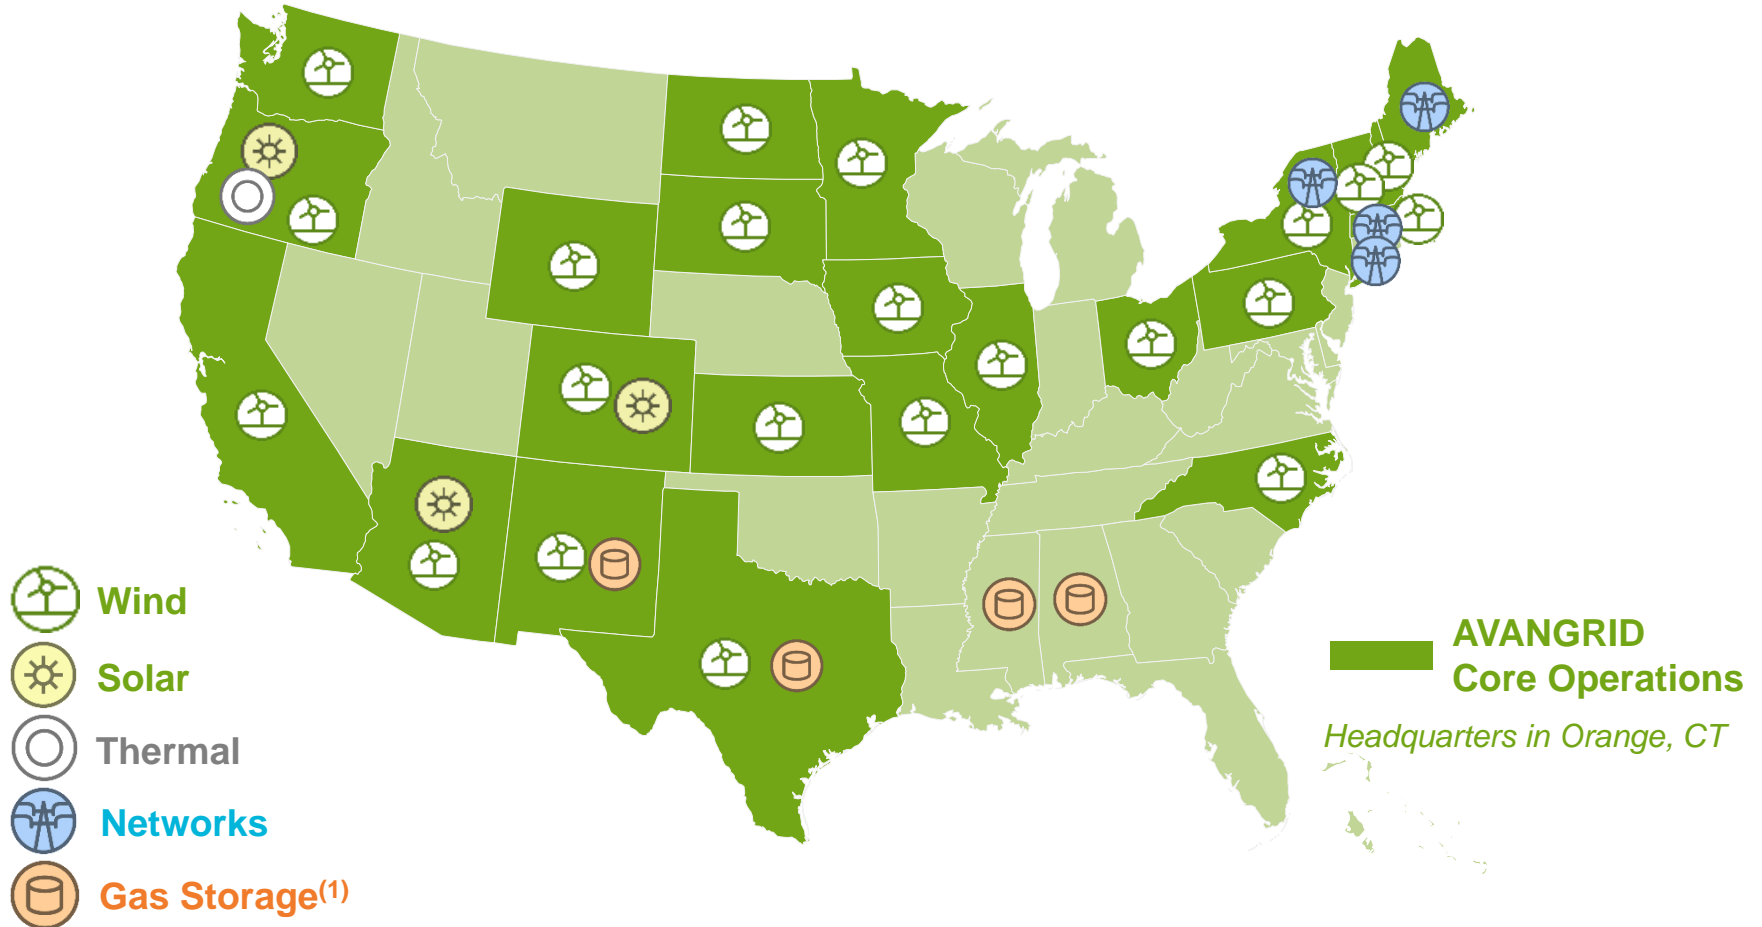 Wind
Solar
Thermal
Networks
Gas Storage(1)
AVANGRID
Core Operations
Headquarters in Orange, CT